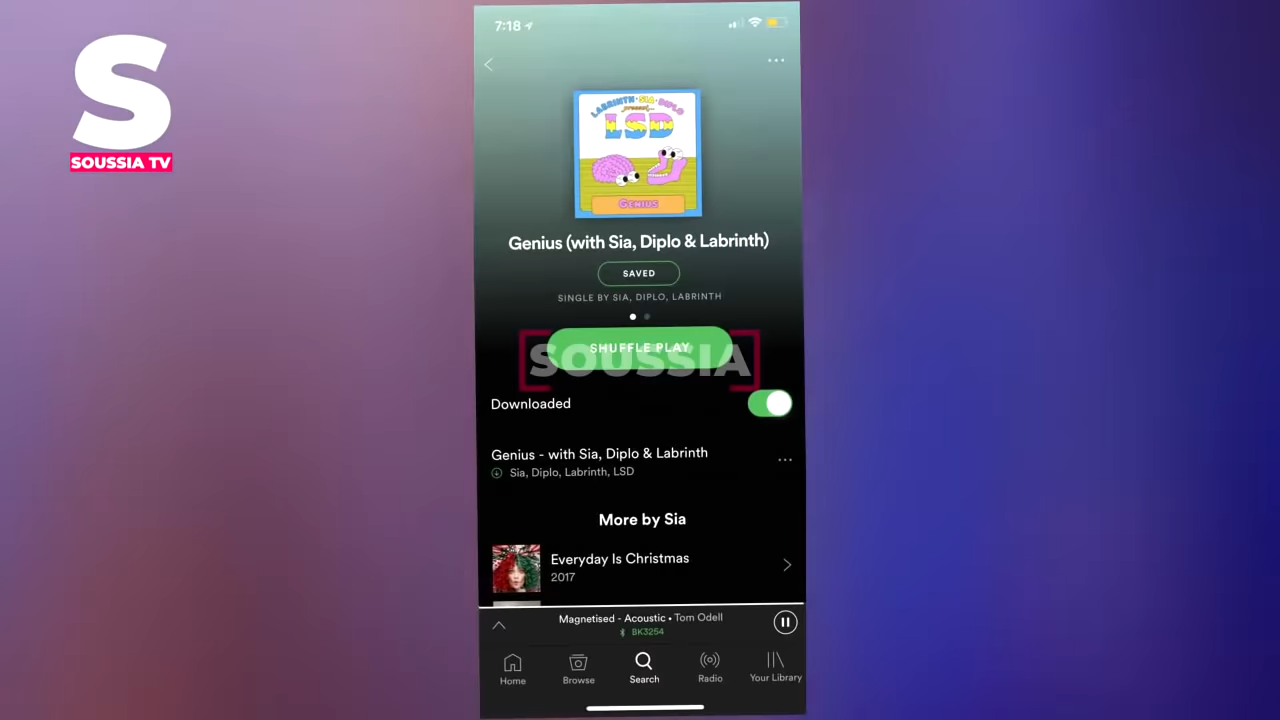 S
SOUSSIA TV
7:18
LABRINTH · SIA · DIPLO
present...
LSD
GENIUS
Genius (with Sia, Diplo & Labrinth)
SAVED
SINGLE BY SIA, DIPLO, LABRINTH
SHUFFLE PLAY
SOUSSIA
Downloaded
Genius - with Sia, Diplo & Labrinth
Sia, Diplo, Labrinth, LSD
More by Sia
Everyday Is Christmas
2017
Magnetised - Acoustic • Tom Odell
BK3254
Home
Browse
Search
Radio
Your Library